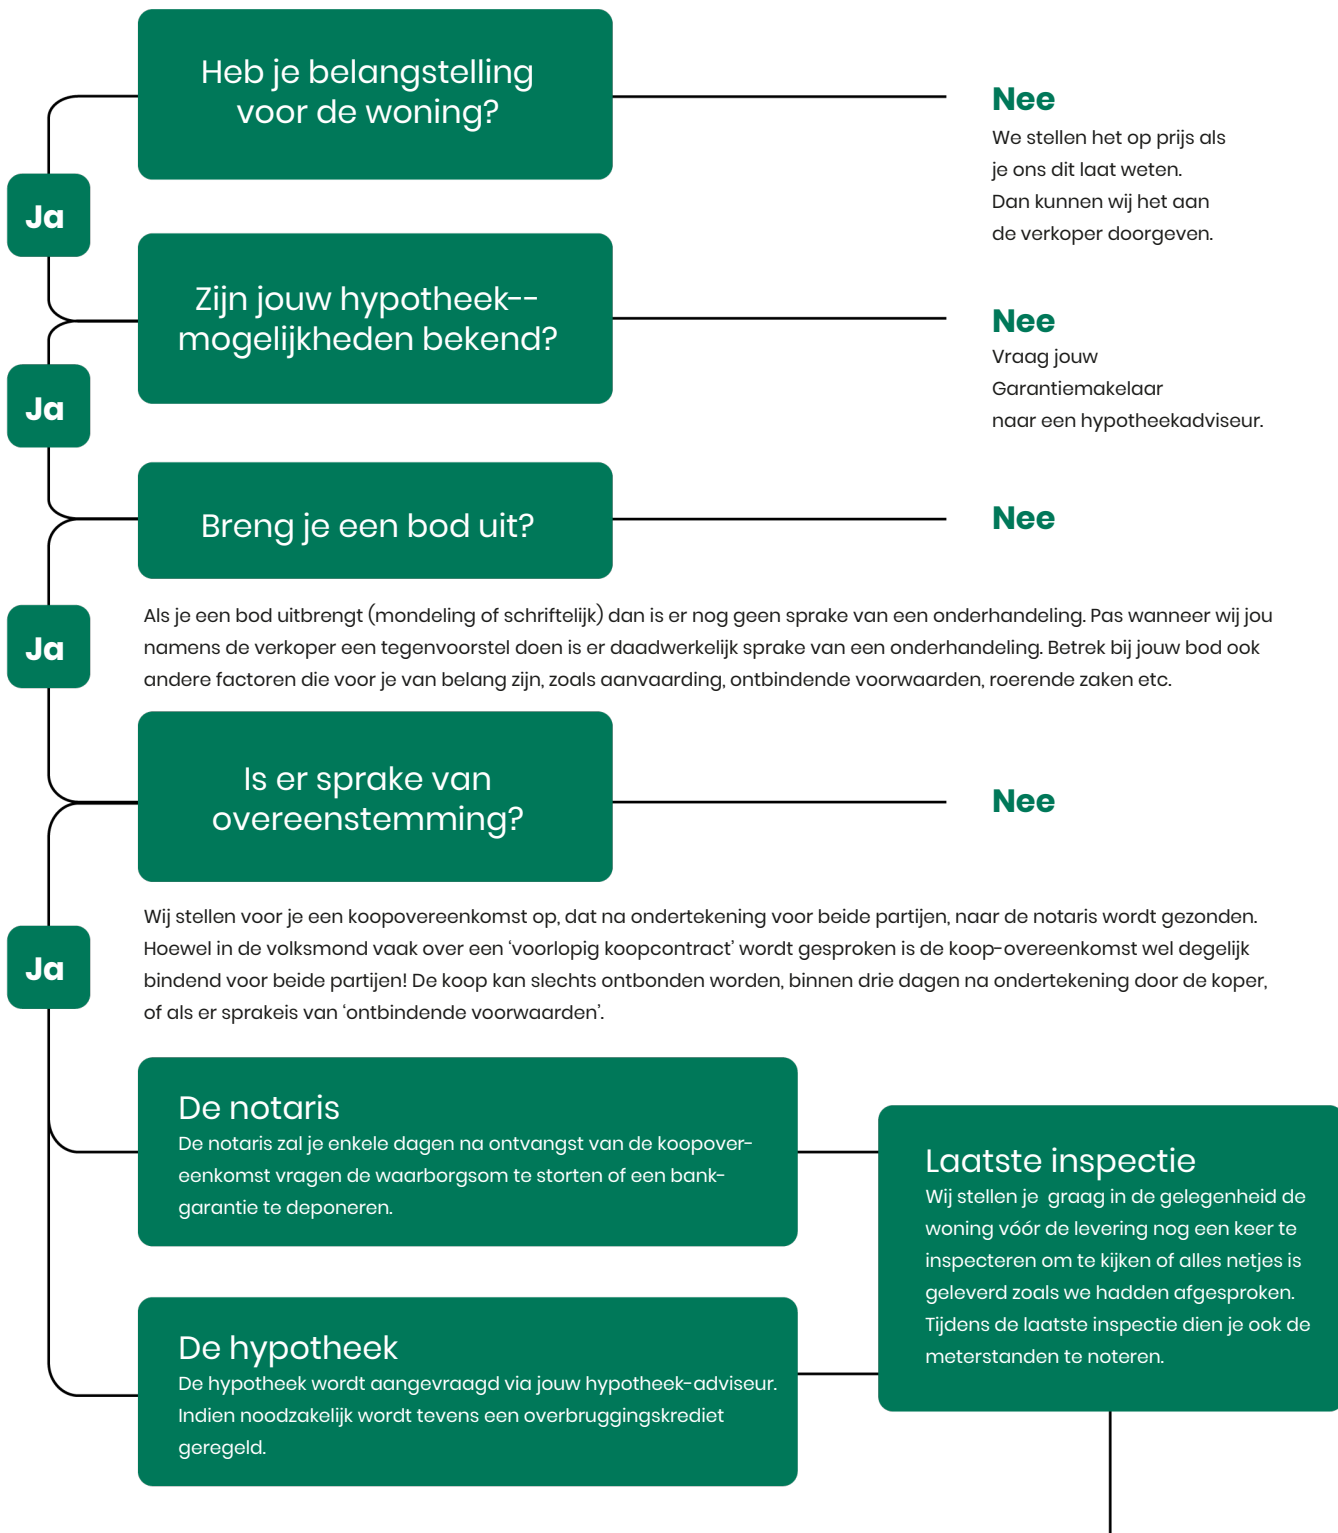 Heb je belangstelling
voor de woning?
Nee
We stellen het op prijs als
je ons dit laat weten.
Dan kunnen wij het aan
de verkoper doorgeven.
Ja
Zijn jouw hypotheek--
mogelijkheden bekend?
Nee
Vraag jouw
Garantiemakelaar
naar een hypotheekadviseur.
Ja
Breng je een bod uit?
Nee
Ja
Als je een bod uitbrengt (mondeling of schriftelijk) dan is er nog geen sprake van een onderhandeling. Pas wanneer wij jou
namens de verkoper een tegenvoorstel doen is er daadwerkelijk sprake van een onderhandeling. Betrek bij jouw bod ook
andere factoren die voor je van belang zijn, zoals aanvaarding, ontbindende voorwaarden, roerende zaken etc.
Is er sprake van
overeenstemming?
Nee
Ja
Wij stellen voor je een koopovereenkomst op, dat na ondertekening voor beide partijen, naar de notaris wordt gezonden.
Hoewel in de volksmond vaak over een ‘voorlopig koopcontract’ wordt gesproken is de koop-overeenkomst wel degelijk
bindend voor beide partijen! De koop kan slechts ontbonden worden, binnen drie dagen na ondertekening door de koper,
of als er sprakeis van ‘ontbindende voorwaarden’.
De notaris
De notaris zal je enkele dagen na ontvangst van de koopover-
eenkomst vragen de waarborgsom te storten of een bank-
garantie te deponeren.
Laatste inspectie
Wij stellen je  graag in de gelegenheid de
woning vóór de levering nog een keer te
inspecteren om te kijken of alles netjes is
geleverd zoals we hadden afgesproken.
Tijdens de laatste inspectie dien je ook de
meterstanden te noteren.
De hypotheek
De hypotheek wordt aangevraagd via jouw hypotheek-adviseur.
Indien noodzakelijk wordt tevens een overbruggingskrediet
geregeld.